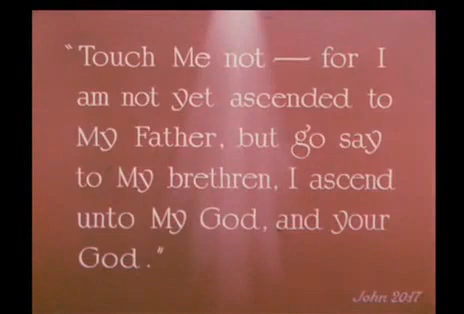 "Touch Me not — for I
am not yet ascended to
My Father, but go say
to My brethren, I ascend
unto My God, and your
God."
John 20:17